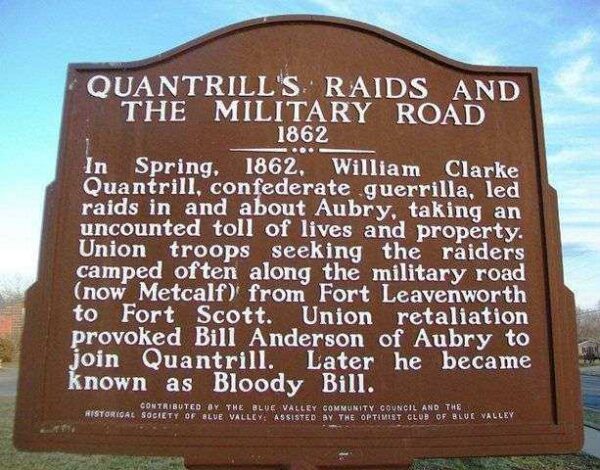 QUANTRILL'S RAIDS AND
THE MILITARY ROAD
1862
In Spring, 1862, William Clarke
Quantrill, confederate guerrilla, led
raids in and about Aubry, taking an
uncounted toll of lives and property.
Union troops seeking the raiders
camped often along the military road
(now Metcalf) from Fort Leavenworth
to Fort Scott. Union retaliation
provoked Bill Anderson of Aubry to
join Quantrill. Later he became
known as Bloody Bill.
CONTRIBUTED BY THE BLUE VALLEY COMMUNITY COUNCIL AND THE
HISTORICAL SOCIETY OF BLUE VALLEY; ASSISTED BY THE OPTIMIST CLUB OF BLUE VALLEY